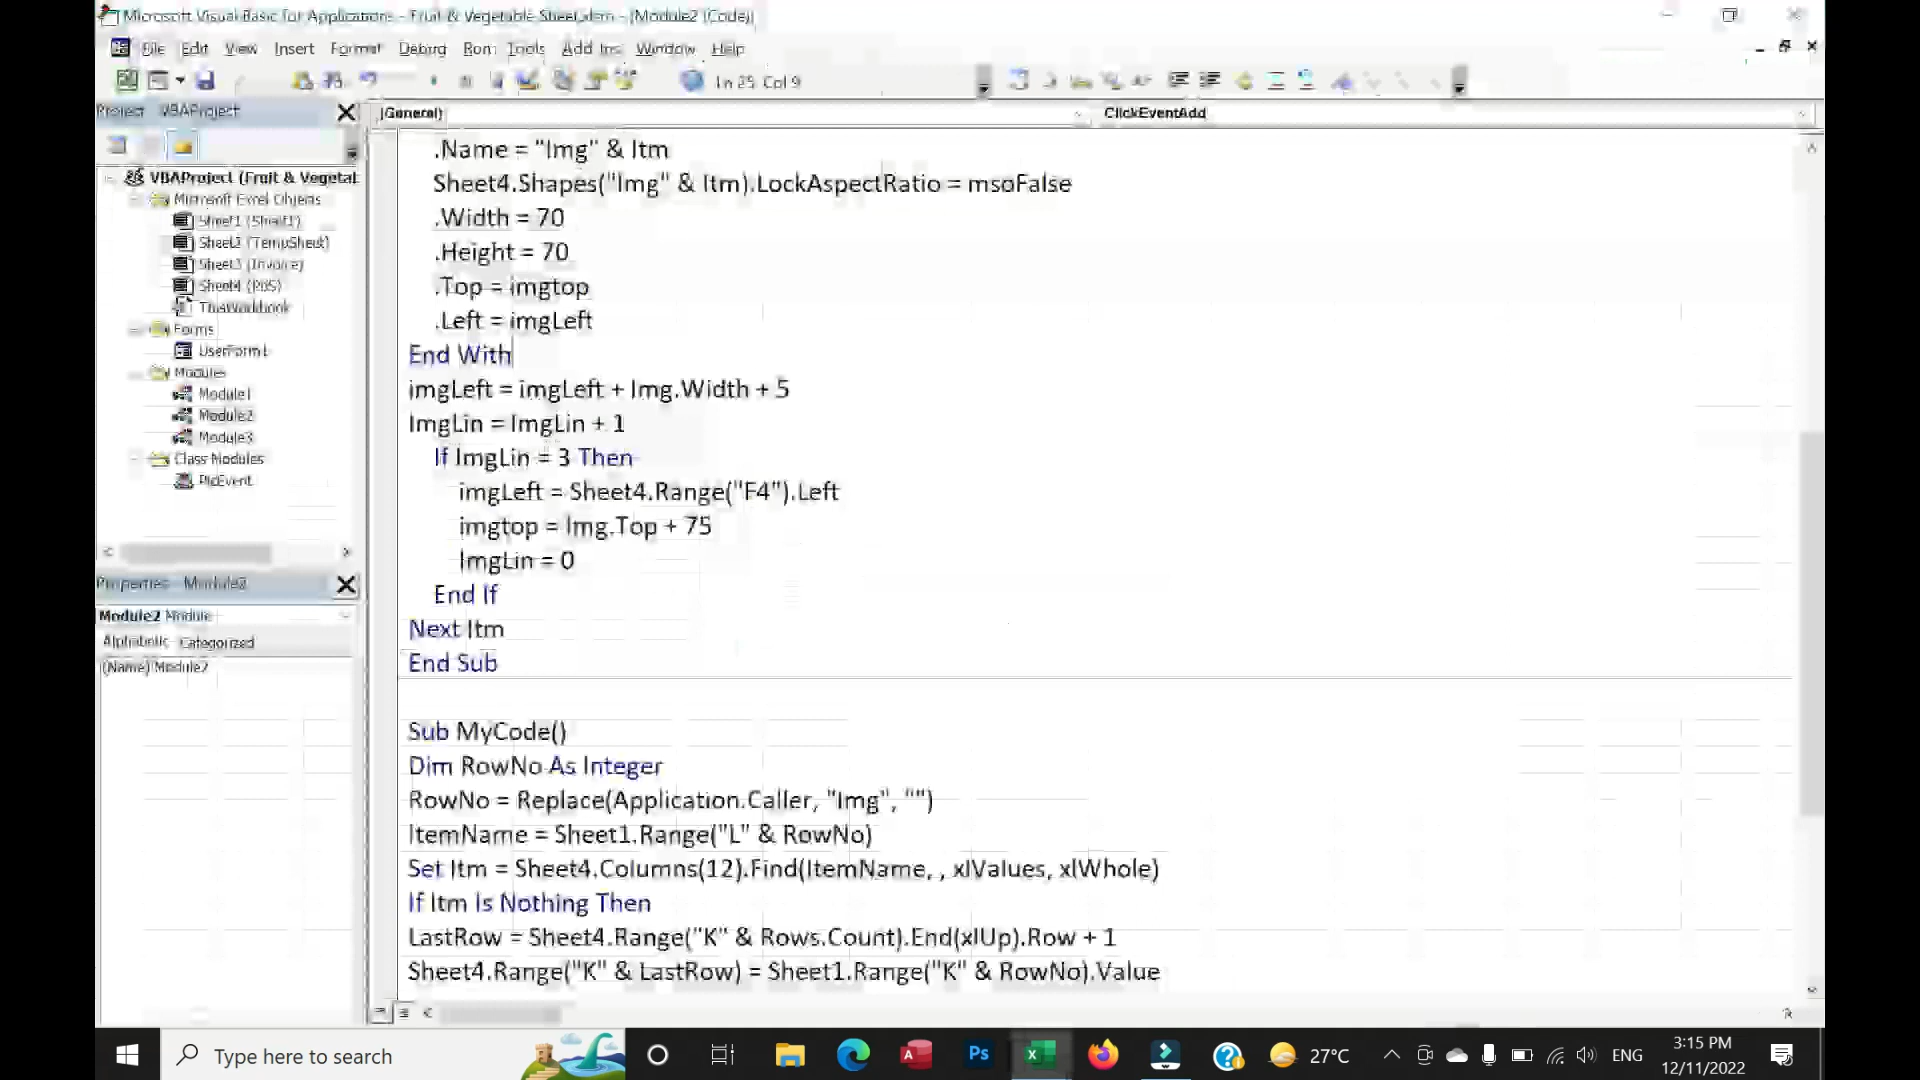 Microsoft Visual Basic for Applications - Fruit & Vegetable Sheet.xlsm - [Module2 (Code)]
File Edit View Insert Format Debug Run Tools Add-Ins Window Help
Ln 25, Col 9
Project - VBAProject
(General)
ClickEventAdd
VBAProject (Fruit & Vegetal
Microsoft Excel Objects
Sheet1 (Sheet1)
Sheet2 (TempSheet)
Sheet3 (Invoice)
Sheet4 (POS)
ThisWorkbook
Forms
UserForm1
Modules
Module1
Module2
Module3
Class Modules
PicEvent
Properties - Module2
Module2 Module
Alphabetic Categorized
(Name) Module2
.Name = "Img" & Itm
Sheet4.Shapes("Img" & Itm).LockAspectRatio = msoFalse
.Width = 70
.Height = 70
.Top = imgtop
.Left = imgLeft
End With
imgLeft = imgLeft + Img.Width + 5
ImgLin = ImgLin + 1
If ImgLin = 3 Then
imgLeft = Sheet4.Range("F4").Left
imgtop = Img.Top + 75
ImgLin = 0
End If
Next Itm
End Sub
Sub MyCode()
Dim RowNo As Integer
RowNo = Replace(Application.Caller, "Img", "")
ItemName = Sheet1.Range("L" & RowNo)
Set Itm = Sheet4.Columns(12).Find(ItemName, , xlValues, xlWhole)
If Itm Is Nothing Then
LastRow = Sheet4.Range("K" & Rows.Count).End(xlUp).Row + 1
Sheet4.Range("K" & LastRow) = Sheet1.Range("K" & RowNo).Value
Type here to search
27°C
ENG
3:15 PM
12/11/2022